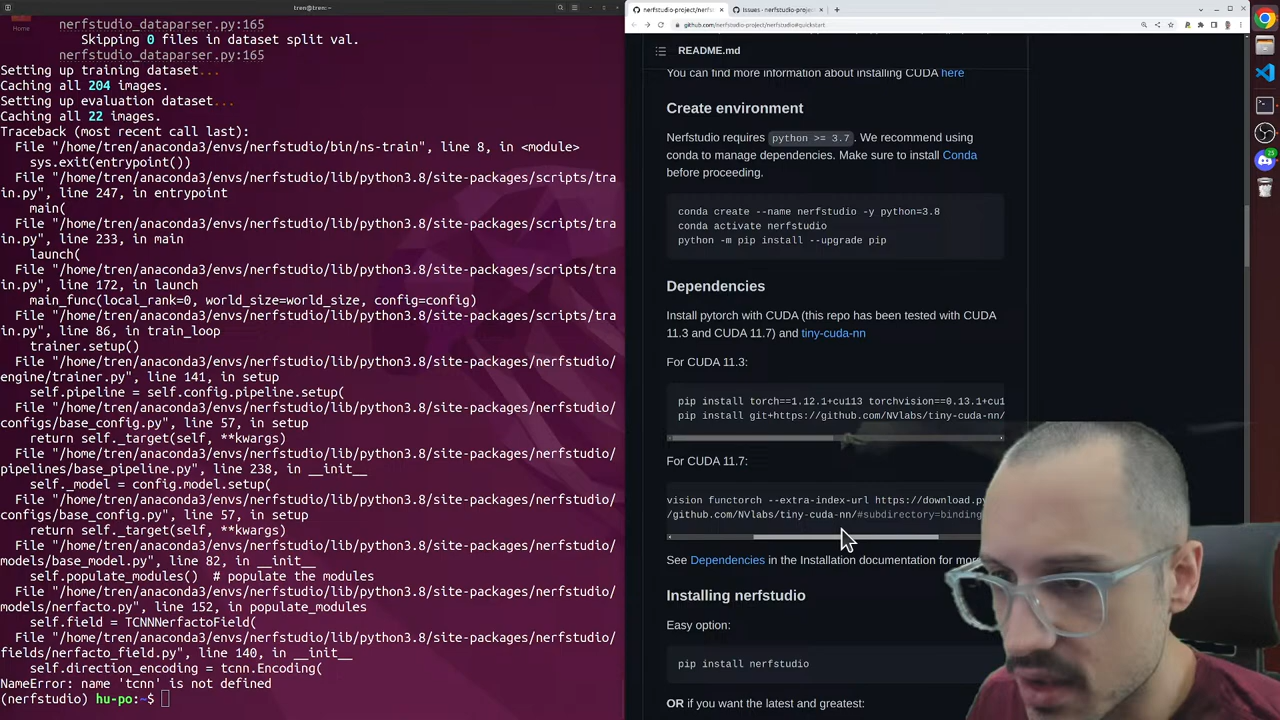 tren@tren:~
nerfstudio_dataparser.py:165
Skipping 0 files in dataset split val.
nerfstudio_dataparser.py:165
Setting up training dataset...
Caching all 204 images.
Setting up evaluation dataset...
Caching all 22 images.
Traceback (most recent call last):
File "/home/tren/anaconda3/envs/nerfstudio/bin/ns-train", line 8, in <module>
sys.exit(entrypoint())
File "/home/tren/anaconda3/envs/nerfstudio/lib/python3.8/site-packages/scripts/tra
in.py", line 247, in entrypoint
main(
File "/home/tren/anaconda3/envs/nerfstudio/lib/python3.8/site-packages/scripts/tra
in.py", line 233, in main
launch(
File "/home/tren/anaconda3/envs/nerfstudio/lib/python3.8/site-packages/scripts/tra
in.py", line 172, in launch
main_func(local_rank=0, world_size=world_size, config=config)
File "/home/tren/anaconda3/envs/nerfstudio/lib/python3.8/site-packages/scripts/tra
in.py", line 86, in train_loop
trainer.setup()
File "/home/tren/anaconda3/envs/nerfstudio/lib/python3.8/site-packages/nerfstudio/
engine/trainer.py", line 141, in setup
self.pipeline = self.config.pipeline.setup(
File "/home/tren/anaconda3/envs/nerfstudio/lib/python3.8/site-packages/nerfstudio/
configs/base_config.py", line 57, in setup
return self._target(self, **kwargs)
File "/home/tren/anaconda3/envs/nerfstudio/lib/python3.8/site-packages/nerfstudio/
pipelines/base_pipeline.py", line 238, in __init__
self._model = config.model.setup(
File "/home/tren/anaconda3/envs/nerfstudio/lib/python3.8/site-packages/nerfstudio/
configs/base_config.py", line 57, in setup
return self._target(self, **kwargs)
File "/home/tren/anaconda3/envs/nerfstudio/lib/python3.8/site-packages/nerfstudio/
models/base_model.py", line 82, in __init__
self.populate_modules()  # populate the modules
File "/home/tren/anaconda3/envs/nerfstudio/lib/python3.8/site-packages/nerfstudio/
models/nerfacto.py", line 152, in populate_modules
self.field = TCNNNerfactoField(
File "/home/tren/anaconda3/envs/nerfstudio/lib/python3.8/site-packages/nerfstudio/
fields/nerfacto_field.py", line 140, in __init__
self.direction_encoding = tcnn.Encoding(
NameError: name 'tcnn' is not defined
(nerfstudio) hu-po:~$
Home
nerfstudio-project/nerfst
Issues · nerfstudio-project
github.com/nerfstudio-project/nerfstudio#quickstart
README.md
You can find more information about installing CUDA here
Create environment
Nerfstudio requires python >= 3.7. We recommend using
conda to manage dependencies. Make sure to install Conda
before proceeding.
conda create --name nerfstudio -y python=3.8
conda activate nerfstudio
python -m pip install --upgrade pip
Dependencies
Install pytorch with CUDA (this repo has been tested with CUDA
11.3 and CUDA 11.7) and tiny-cuda-nn
For CUDA 11.3:
pip install torch==1.12.1+cu113 torchvision==0.13.1+cu1
pip install git+https://github.com/NVlabs/tiny-cuda-nn/
For CUDA 11.7:
vision functorch --extra-index-url https://download.py
/github.com/NVlabs/tiny-cuda-nn/#subdirectory=binding
See Dependencies in the Installation documentation for mor
Installing nerfstudio
Easy option:
pip install nerfstudio
OR if you want the latest and greatest: